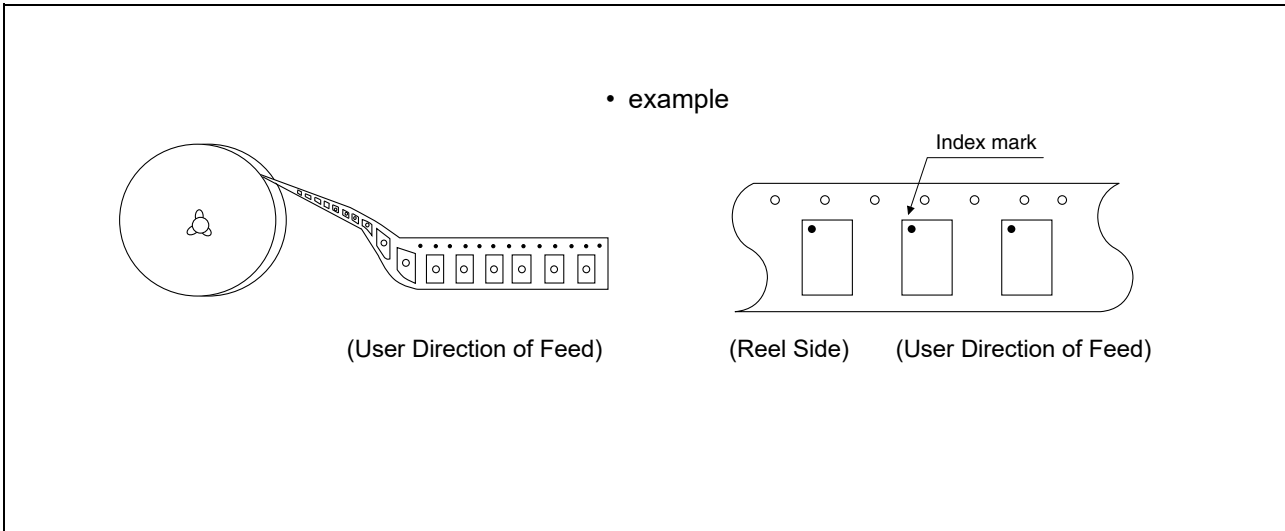 • example
Index mark
(User Direction of Feed)
(Reel Side)
(User Direction of Feed)